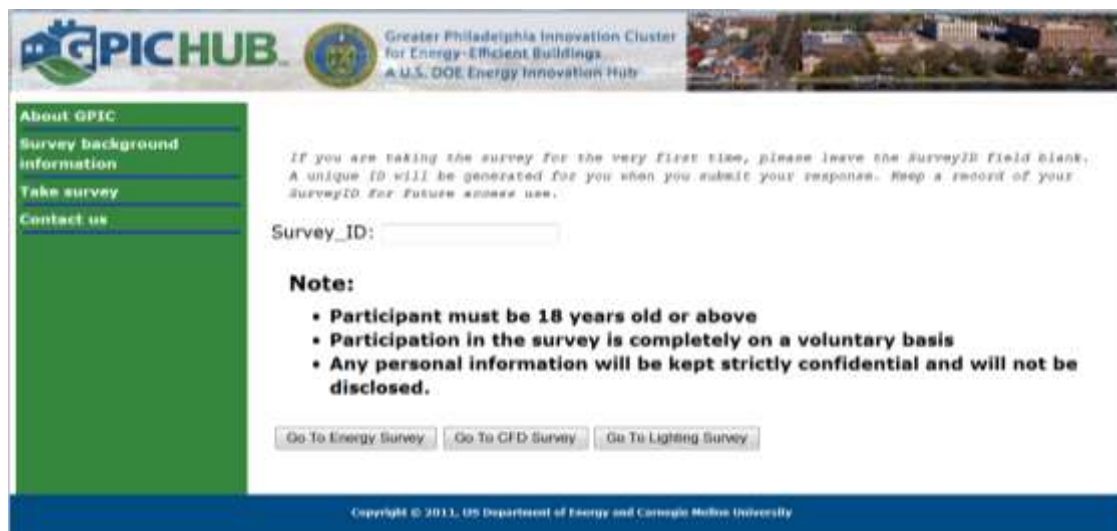 GPIC HUB
Greater Philadelphia Innovation Cluster
for Energy-Efficient Buildings
A U.S. DOE Energy Innovation Hub
About GPIC
Survey background
information
Take survey
Contact us
If you are taking the survey for the very first time, please leave the SurveyID field blank.
A unique ID will be generated for you when you submit your response. Keep a record of your
SurveyID for future access use.
Survey_ID:
Note:
• Participant must be 18 years old or above
• Participation in the survey is completely on a voluntary basis
• Any personal information will be kept strictly confidential and will not be
disclosed.
Go To Energy Survey Go To CFD Survey Go To Lighting Survey
Copyright © 2011, US Department of Energy and Carnegie Mellon University